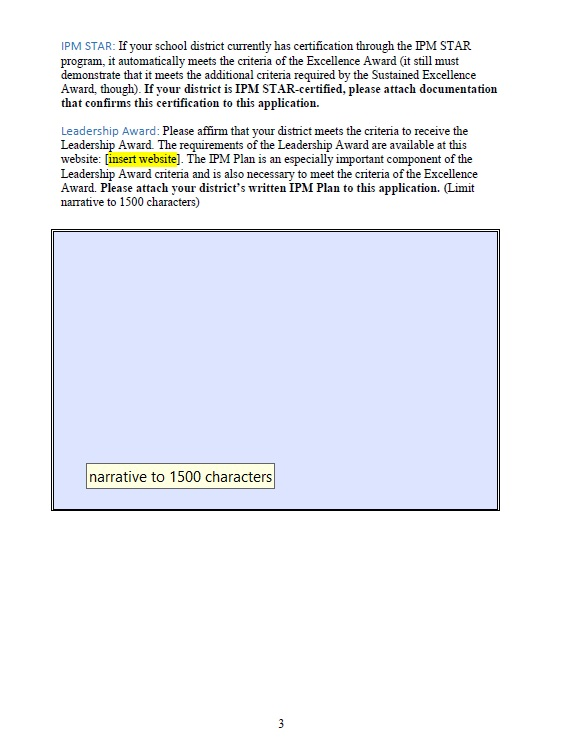 IPM STAR: If your school district currently has certification through the IPM STAR
program, it automatically meets the criteria of the Excellence Award (it still must
demonstrate that it meets the additional criteria required by the Sustained Excellence
Award, though). If your district is IPM STAR-certified, please attach documentation
that confirms this certification to this application.
Leadership Award: Please affirm that your district meets the criteria to receive the
Leadership Award. The requirements of the Leadership Award are available at this
website: [insert website]. The IPM Plan is an especially important component of the
Leadership Award criteria and is also necessary to meet the criteria of the Excellence
Award. Please attach your district’s written IPM Plan to this application. (Limit
narrative to 1500 characters)
narrative to 1500 characters
3